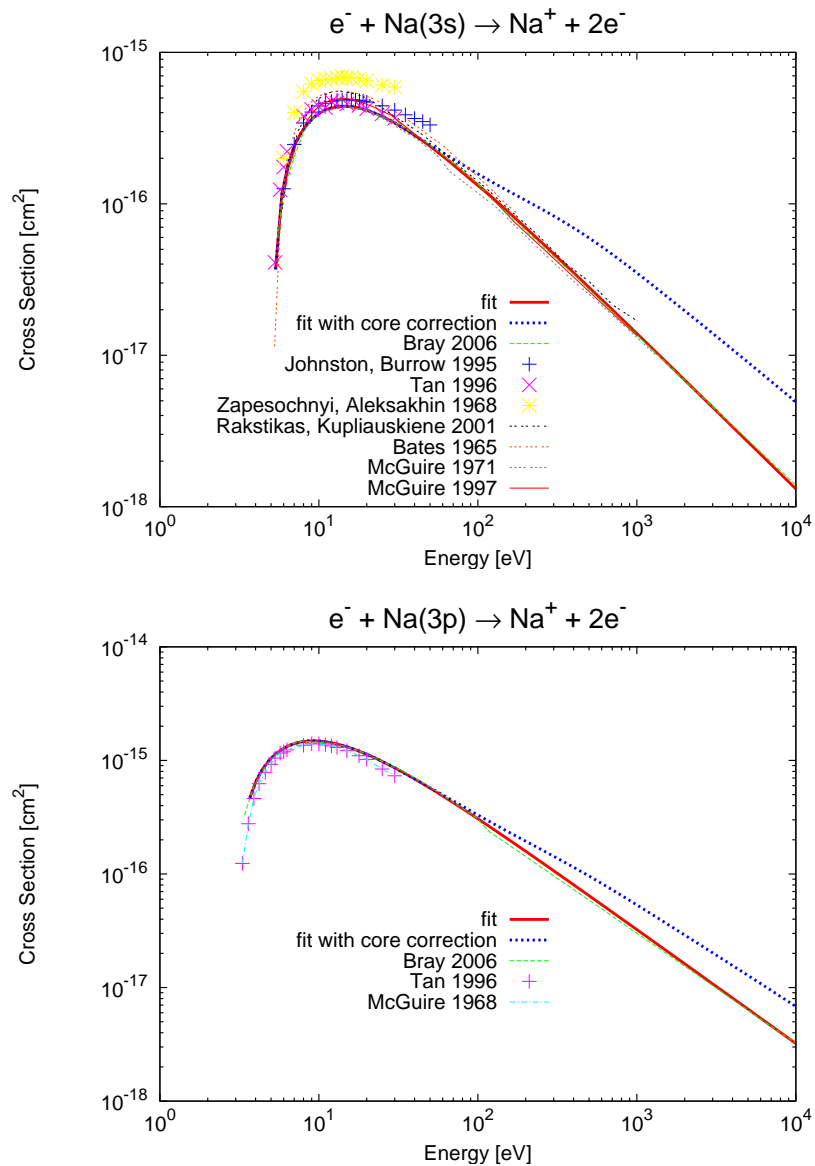 e⁻ + Na(3s) → Na⁺ + 2e⁻
Cross Section [cm²]
10⁻¹⁵
10⁻¹⁶
10⁻¹⁷
10⁻¹⁸
fit
fit with core correction
Bray 2006
Johnston, Burrow 1995
Tan 1996
Zapesochnyi, Aleksakhin 1968
Rakstikas, Kupliauskiene 2001
Bates 1965
McGuire 1971
McGuire 1997
10⁰ 10¹ 10² 10³ 10⁴
Energy [eV]
e⁻ + Na(3p) → Na⁺ + 2e⁻
Cross Section [cm²]
10⁻¹⁴
10⁻¹⁵
10⁻¹⁶
10⁻¹⁷
10⁻¹⁸
fit
fit with core correction
Bray 2006
Tan 1996
McGuire 1968
10⁰ 10¹ 10² 10³ 10⁴
Energy [eV]